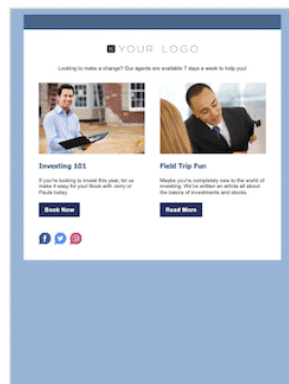 YOUR LOGO
Looking to make a change? Our agents are available 7 days a week to help you!
Investing 101
If you're looking to invest this year, let us
make it easy for you! Book with Jerry or
Paula today.
Book Now
Field Trip Fun
Maybe you're completely new to the world of
investing. We've written an article all about
the basics of investments and stocks.
Read More